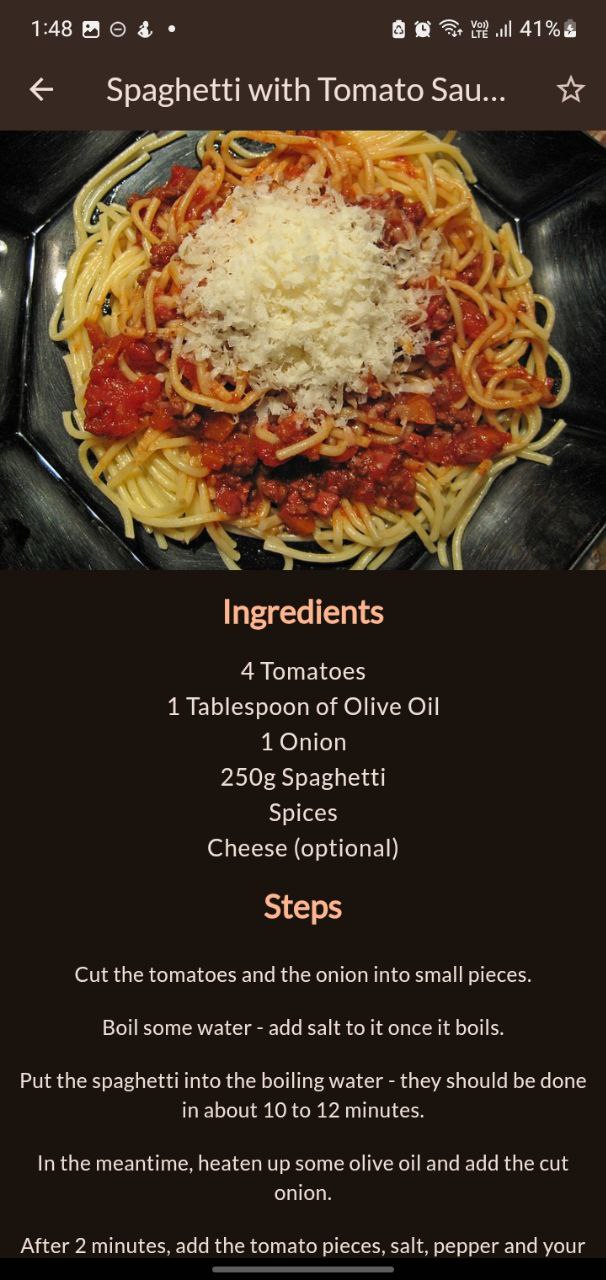 1:48
Vo)) LTE
41%
Spaghetti with Tomato Sau...
Ingredients
4 Tomatoes
1 Tablespoon of Olive Oil
1 Onion
250g Spaghetti
Spices
Cheese (optional)
Steps
Cut the tomatoes and the onion into small pieces.
Boil some water - add salt to it once it boils.
Put the spaghetti into the boiling water - they should be done
in about 10 to 12 minutes.
In the meantime, heaten up some olive oil and add the cut
onion.
After 2 minutes, add the tomato pieces, salt, pepper and your